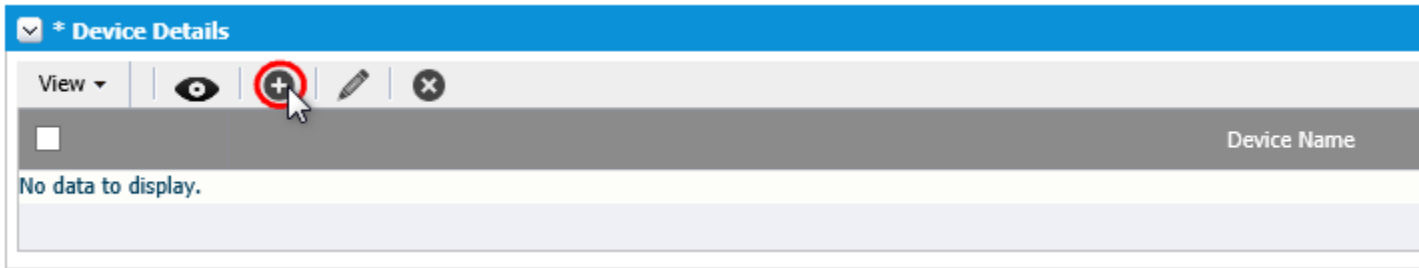 * Device Details
View
Device Name
No data to display.